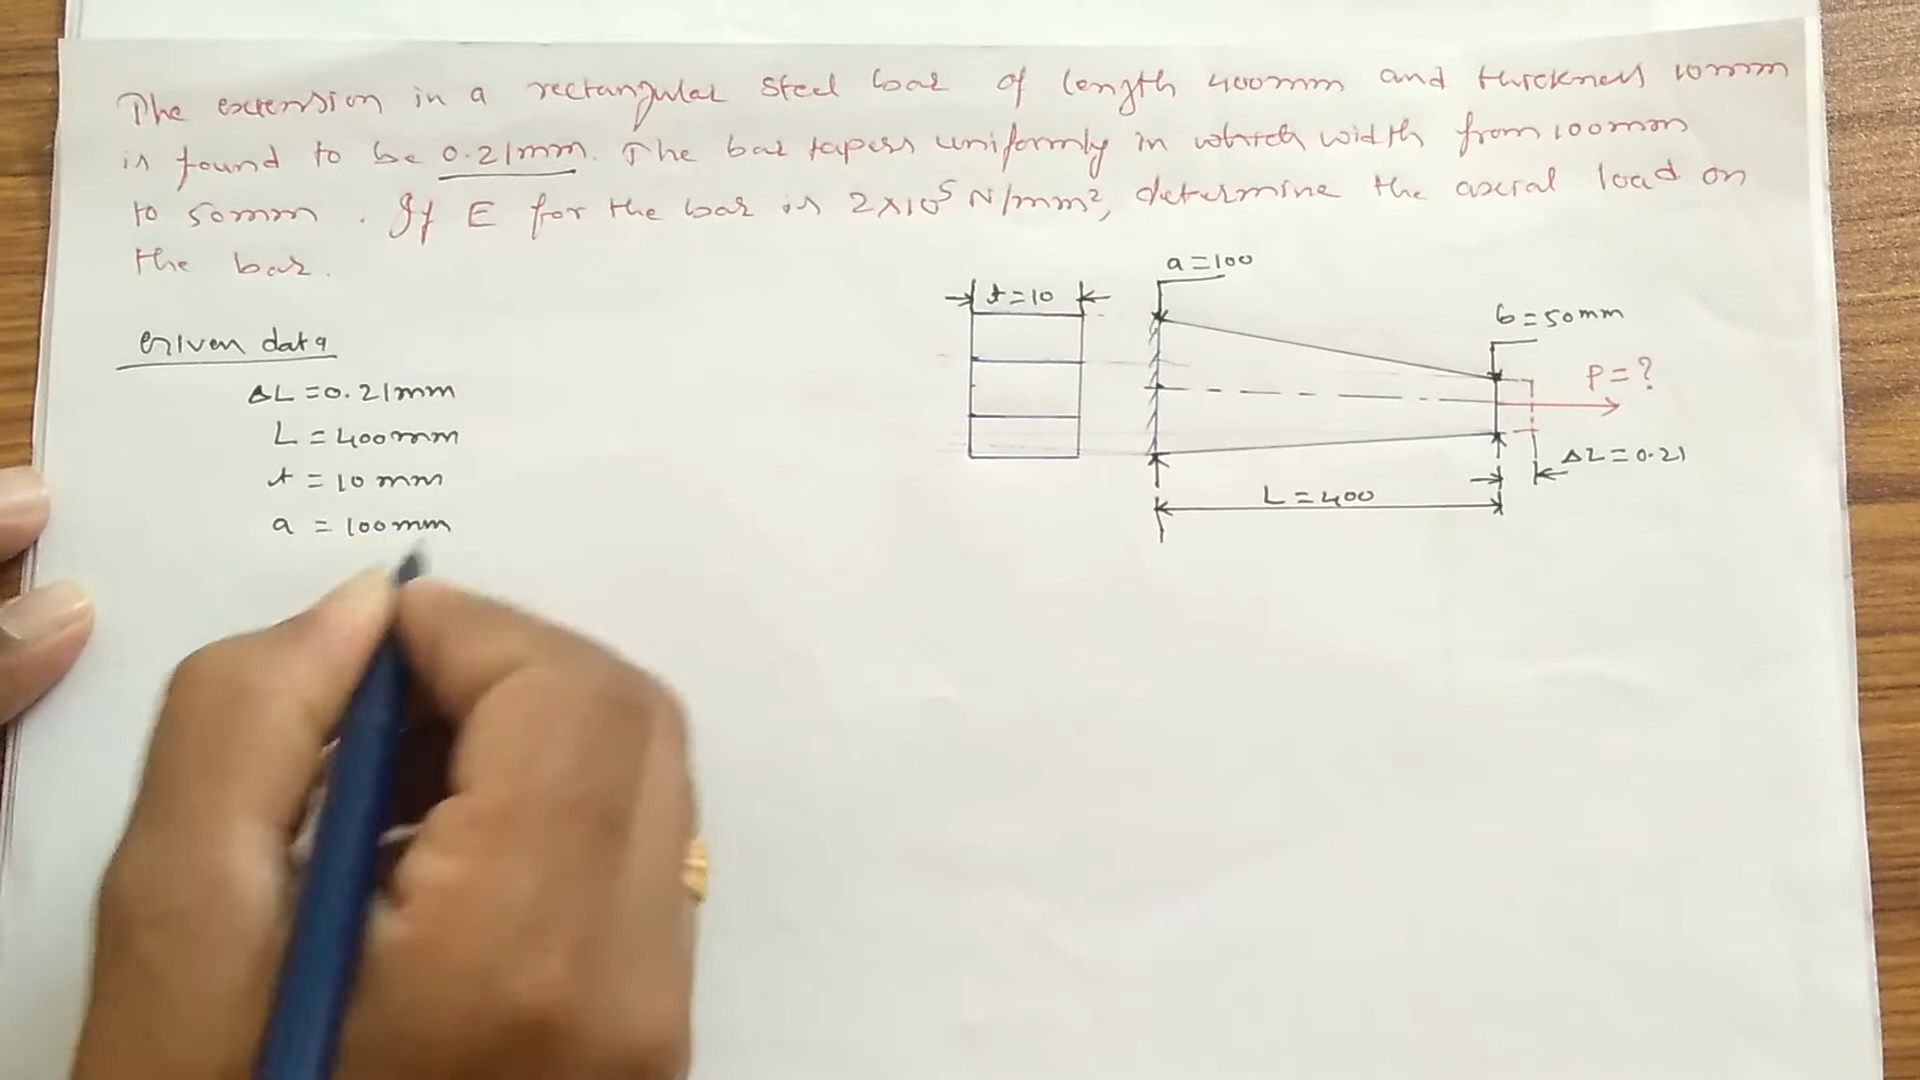 The extension in a rectangular steel bar of length 400mm and thickness 10mm
is found to be 0.21mm. The bar tapers uniformly in which width from 100mm
to 50mm . If E for the bar is 2×10⁵ N/mm², determine the axial load on
the bar.
a=100
t=10
b=50mm
Given data
P=?
ΔL=0.21mm
L=400mm
ΔL=0.21
t=10mm
L=400
a=100mm